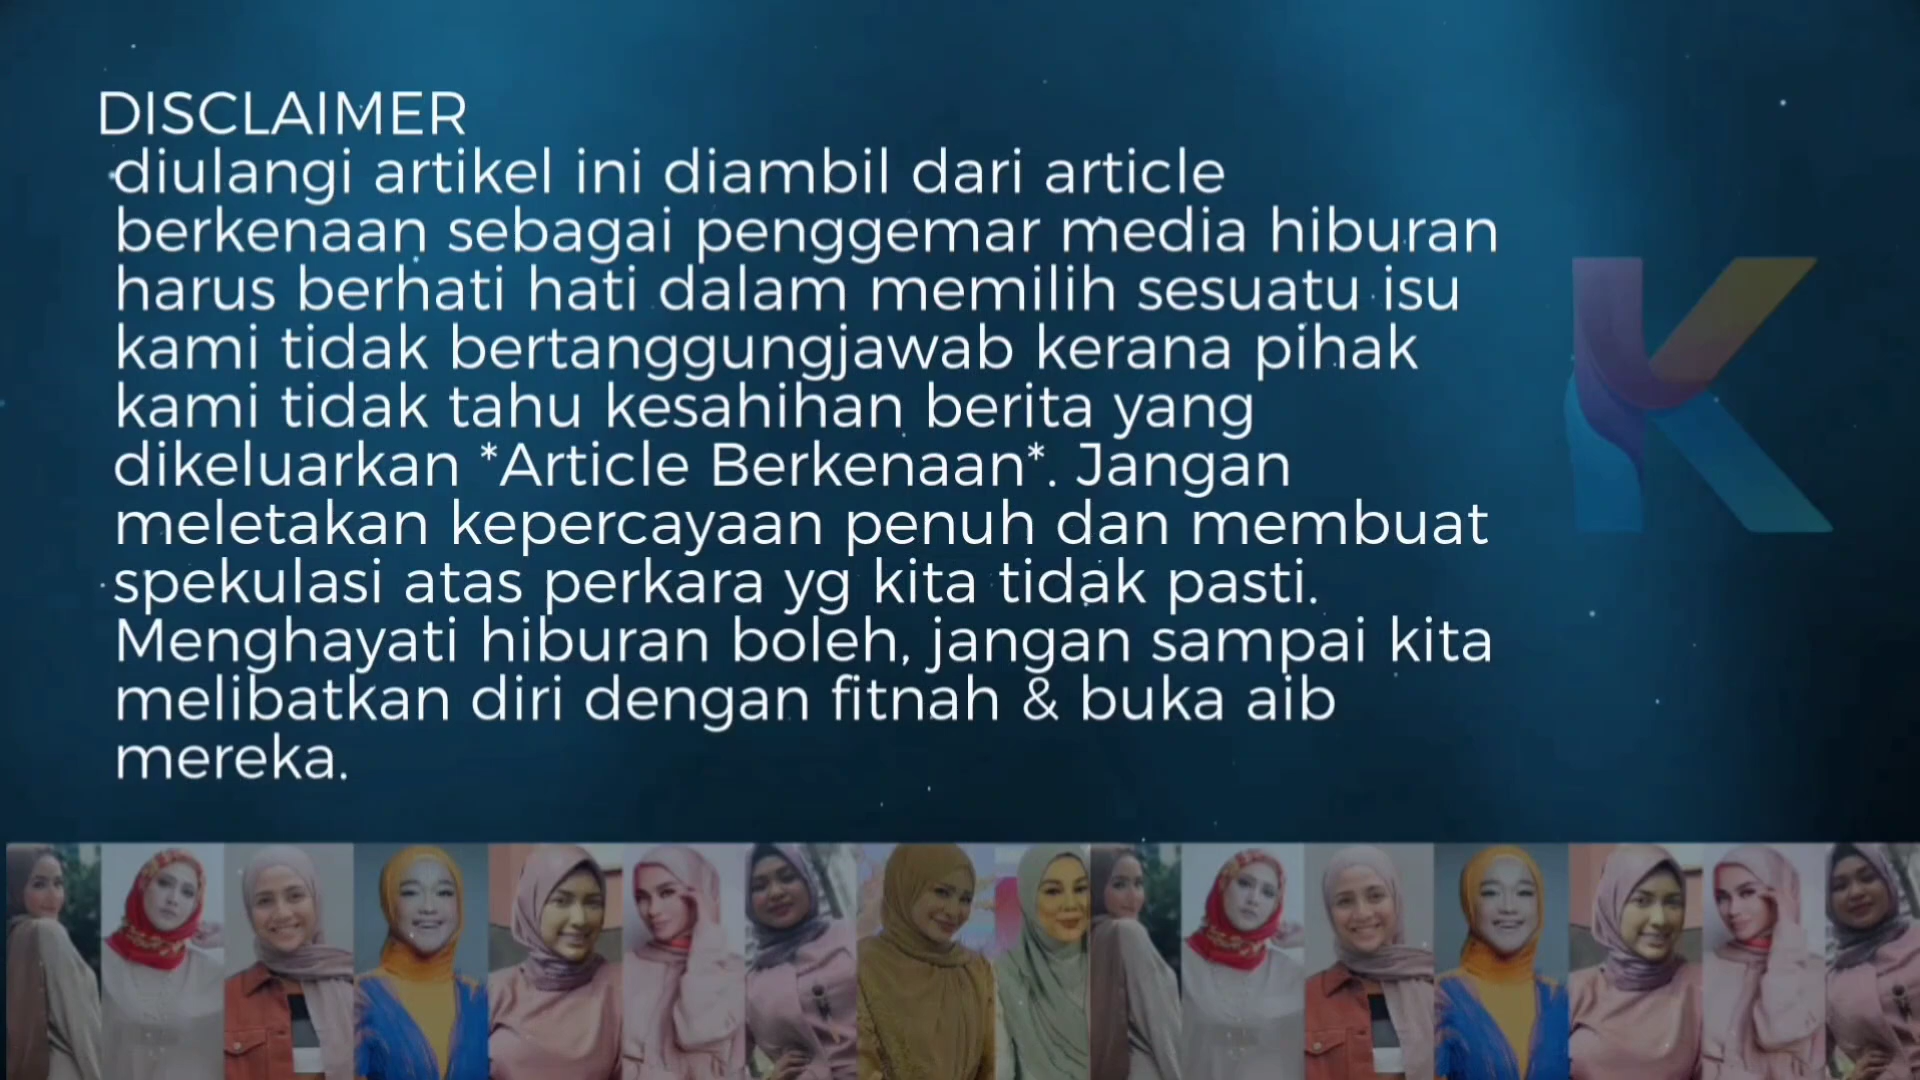 DISCLAIMER
diulangi artikel ini diambil dari article
berkenaan sebagai penggemar media hiburan
harus berhati hati dalam memilih sesuatu isu
kami tidak bertanggungjawab kerana pihak
kami tidak tahu kesahihan berita yang
dikeluarkan *Article Berkenaan*. Jangan
meletakan kepercayaan penuh dan membuat
spekulasi atas perkara yg kita tidak pasti.
Menghayati hiburan boleh, jangan sampai kita
melibatkan diri dengan fitnah & buka aib
mereka.
K